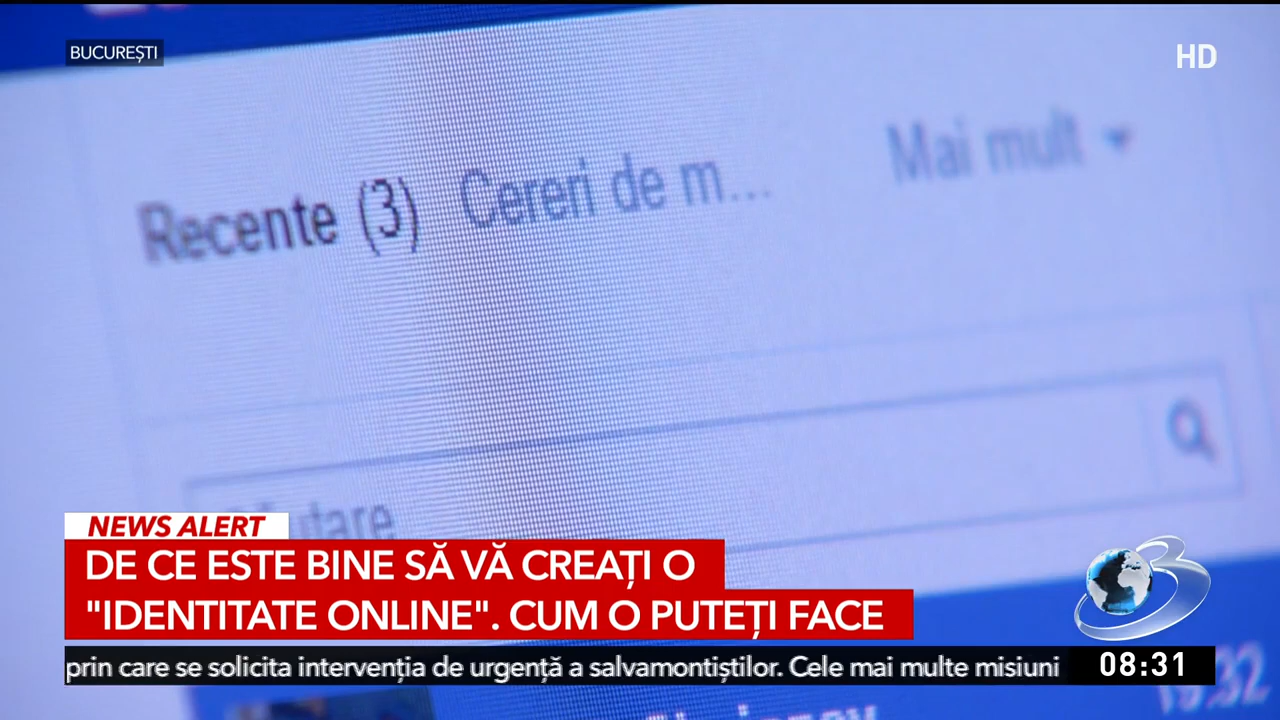 BUCUREȘTI
HD
Recente (3) Cereri de m... Mai mult
NEWS ALERT
DE CE ESTE BINE SĂ VĂ CREAȚI O
"IDENTITATE ONLINE". CUM O PUTEȚI FACE
prin care se solicita intervenția de urgență a salvamontiștilor. Cele mai multe misiuni 08:31